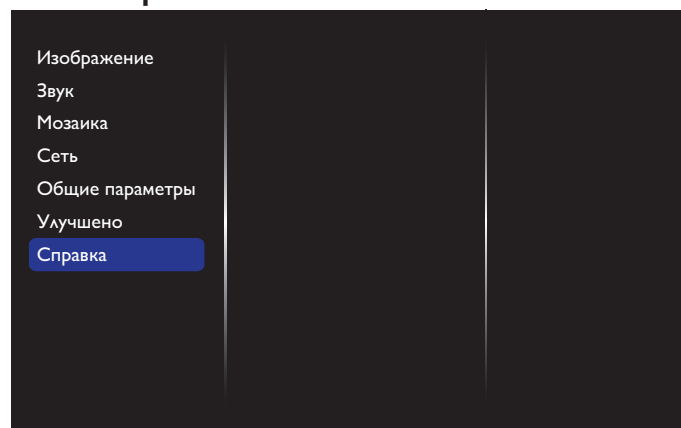 Изображение
Звук
Мозаика
Сеть
Общие параметры
Улучшено
Справка